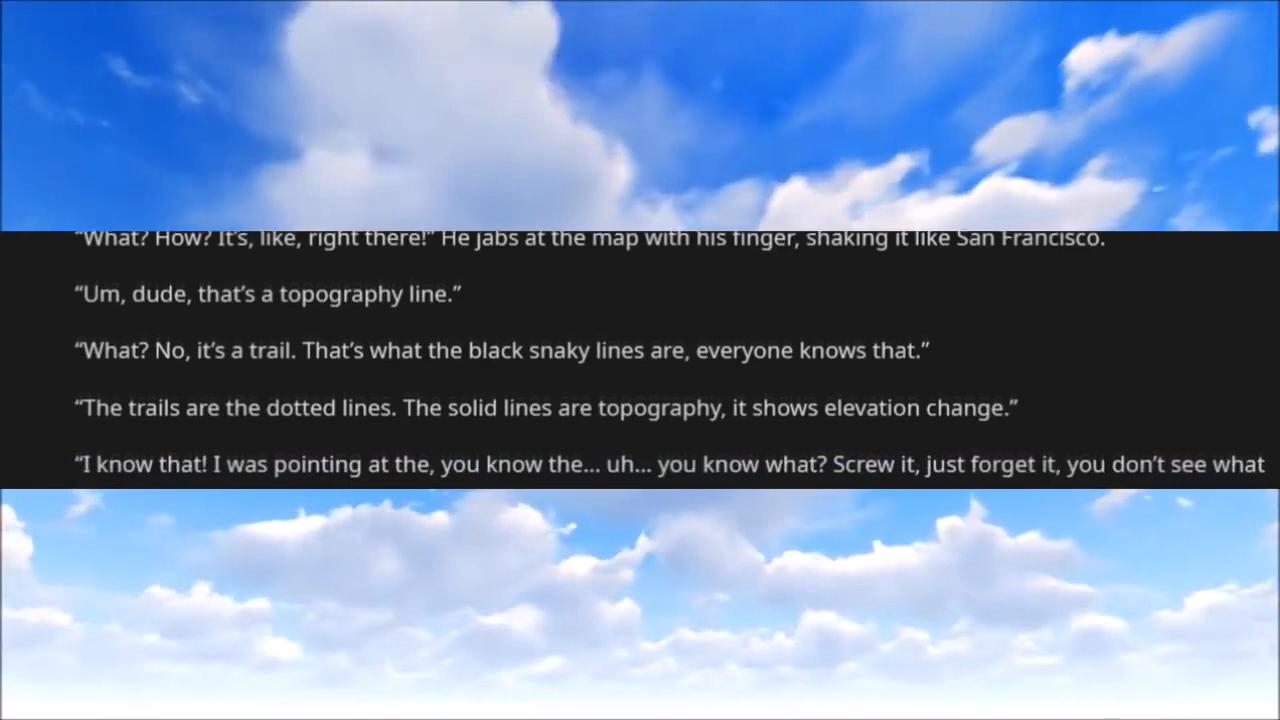 “What? How? It’s, like, right there!” He jabs at the map with his finger, shaking it like San Francisco.
“Um, dude, that’s a topography line.”
“What? No, it’s a trail. That’s what the black snaky lines are, everyone knows that.”
“The trails are the dotted lines. The solid lines are topography, it shows elevation change.”
“I know that! I was pointing at the, you know the... uh... you know what? Screw it, just forget it, you don’t see what